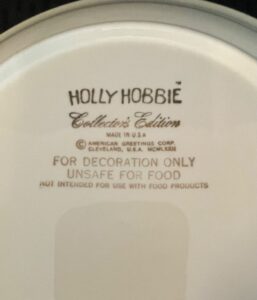 HOLLY HOBBIE™
Collector's Edition
MADE IN U.S.A.
© AMERICAN GREETINGS CORP.
CLEVELAND, U.S.A.
FOR DECORATION ONLY
UNSAFE FOR FOOD
NOT INTENDED FOR USE WITH FOOD PRODUCTS